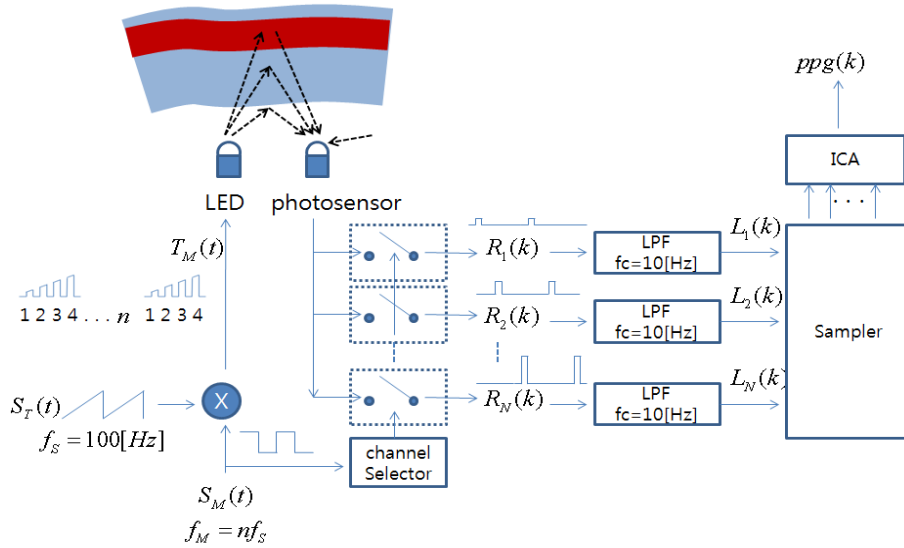 ppg(k)
ICA
. . .
LED
photosensor
T_M(t)
1 2 3 4 . . . n 1 2 3 4
R_1(k)
LPF
fc=10[Hz]
L_1(k)
R_2(k)
LPF
fc=10[Hz]
L_2(k)
Sampler
R_N(k)
LPF
fc=10[Hz]
L_N(k)
S_T(t)
f_S = 100[Hz]
X
channel
Selector
S_M(t)
f_M = nf_S